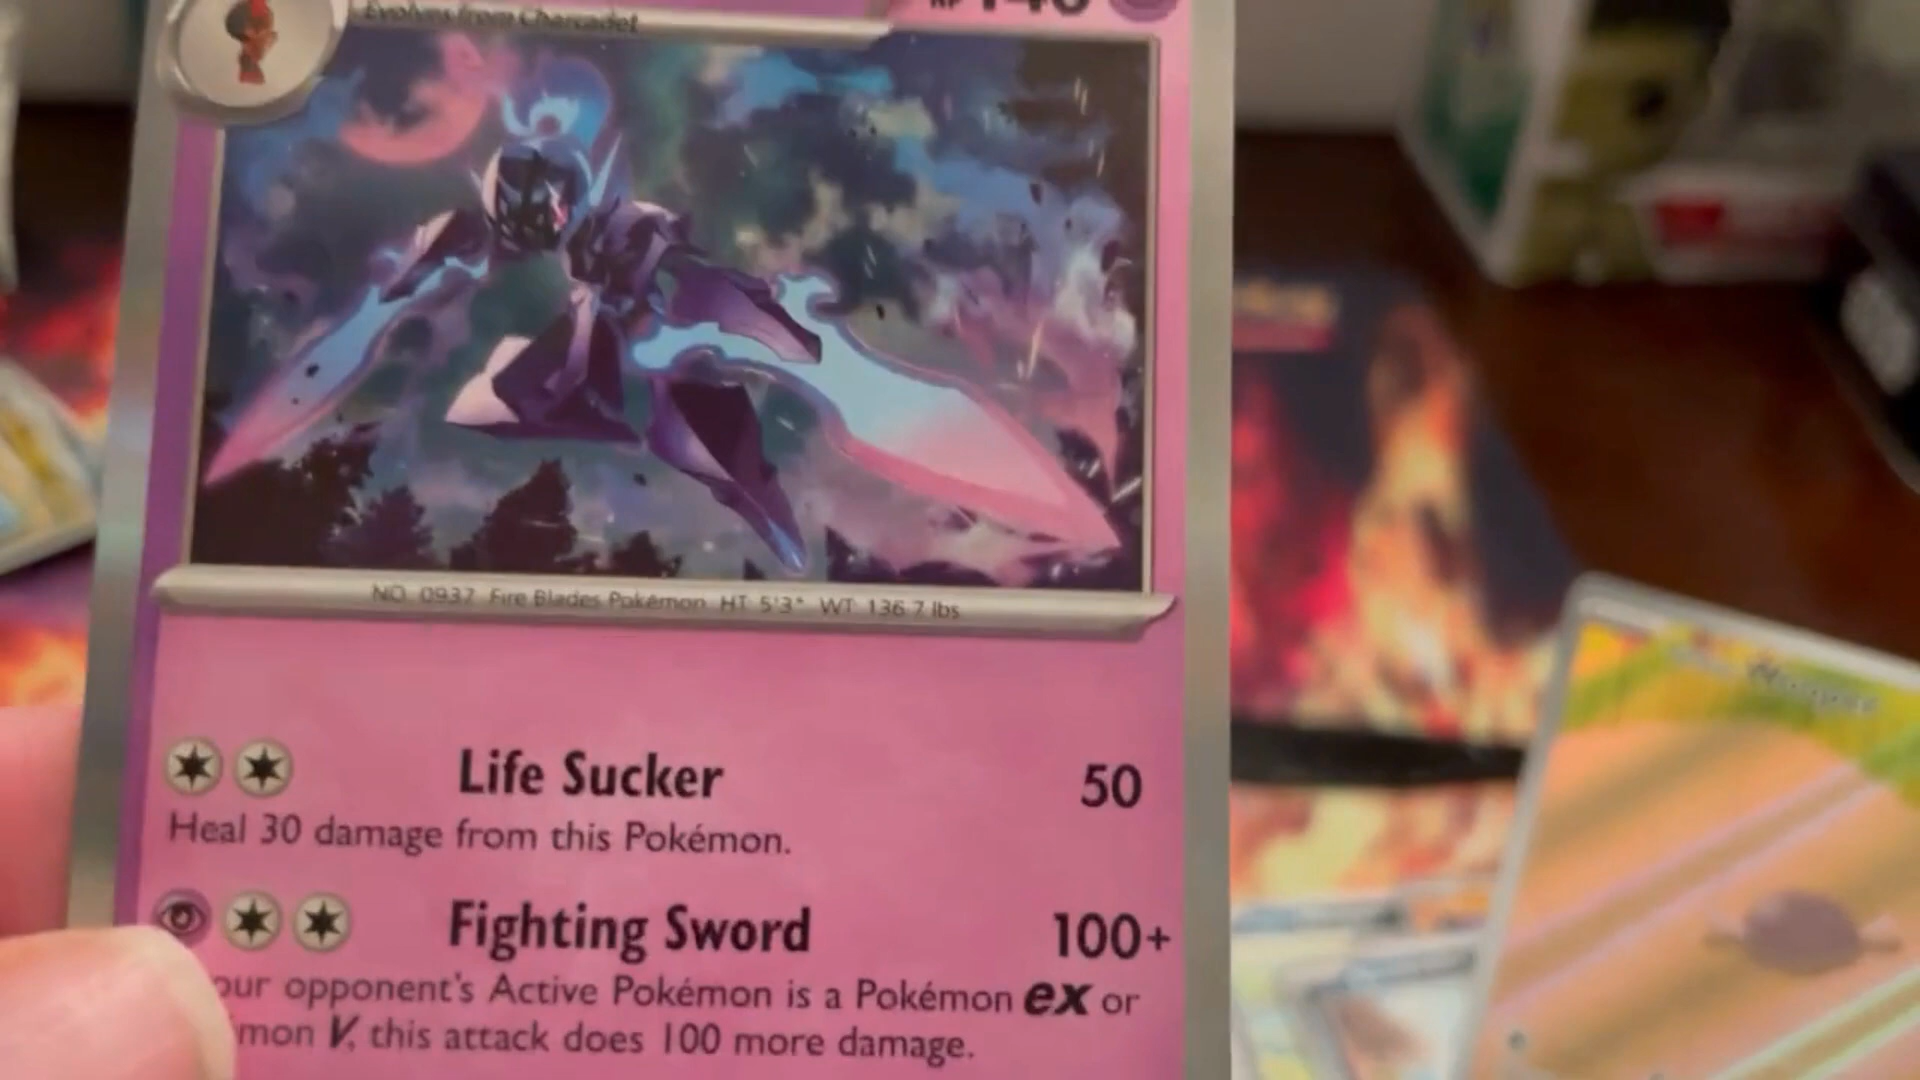 Evolves from Charcadet
HP 140
NO. 0937 Fire Blades Pokémon HT: 5'3" WT: 136.7 lbs
Life Sucker 50
Heal 30 damage from this Pokémon.
Fighting Sword 100+
our opponent's Active Pokémon is a Pokémon ex or
mon V, this attack does 100 more damage.